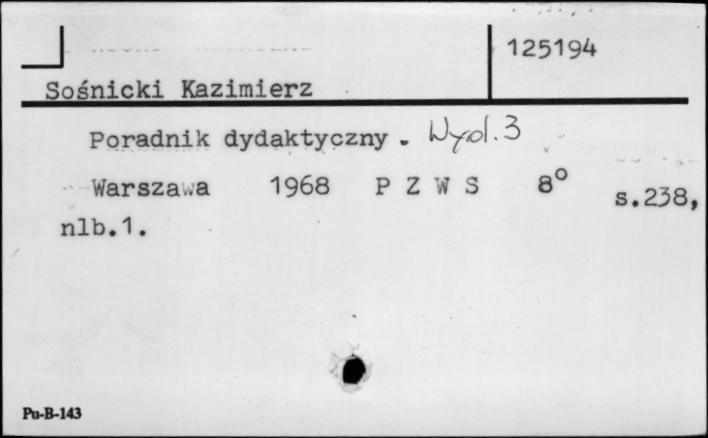 125194
Sośnicki Kazimierz
Poradnik dydaktyczny. Wyd.3
Warszawa 1968 P Z W S 8° s.238,
nlb.1.
Pu-B-143